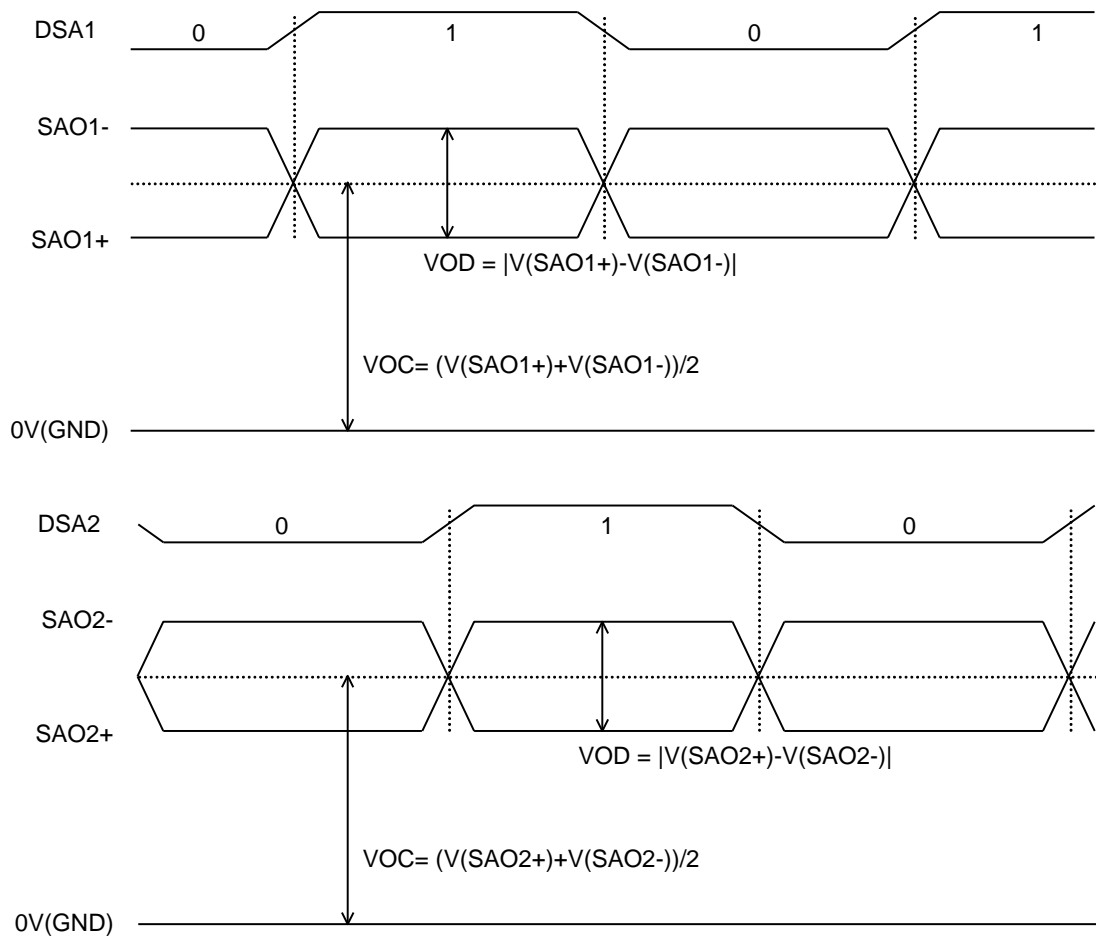 DSA1
0
1
0
1
SAO1-
SAO1+
VOD = |V(SAO1+)-V(SAO1-)|
VOC= (V(SAO1+)+V(SAO1-))/2
0V(GND)
DSA2
0
1
0
SAO2-
SAO2+
VOD = |V(SAO2+)-V(SAO2-)|
VOC= (V(SAO2+)+V(SAO2-))/2
0V(GND)